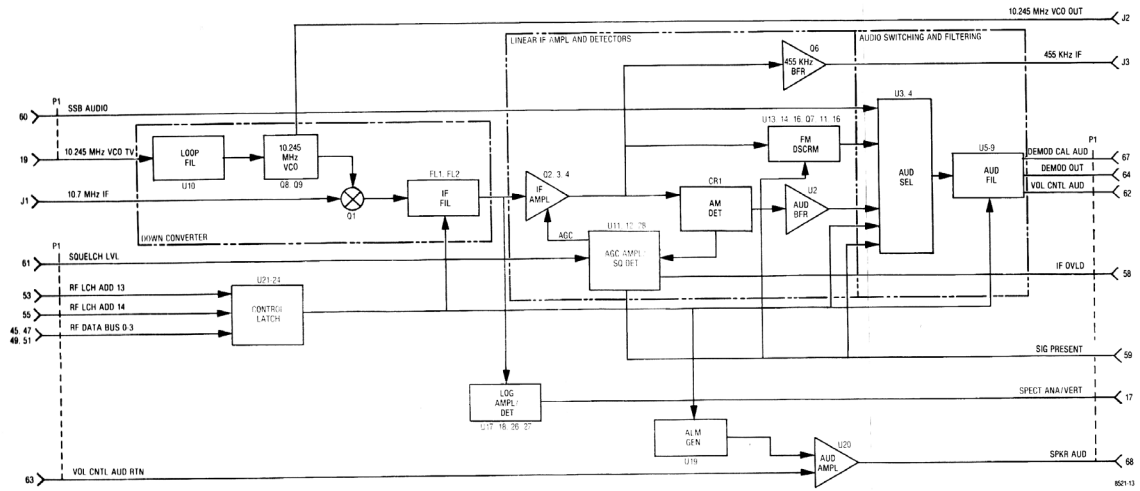 10.245 MHz VCO OUT
J2
LINEAR IF AMPL AND DETECTORS
AUDIO SWITCHING AND FILTERING
Q6
455 KHz
BFR
455 KHz IF
J3
P1
60
SSB AUDIO
U3, 4
U13, 14, 16, Q7, 11, 16
P1
19
10.245 MHz VCO TV
LOOP
FIL
U10
10.245
MHz
VCO
Q8, Q9
FM
DSCRM
U5-9
DEMOD CAL AUD
67
FL1, FL2
Q2, 3, 4
CR1
U2
AUD
SEL
AUD
FIL
DEMOD OUT
64
J1
10.7 MHz IF
Q1
IF
FIL
IF
AMPL
AM
DET
AUD
BFR
VOL CNTL AUD
62
DOWN CONVERTER
AGC
U11, 12, 28
P1
61
SQUELCH LVL
AGC AMPL/
SQ DET
IF OVLD
58
U21-24
53
RF LCH ADD 13
55
RF LCH ADD 14
CONTROL
LATCH
45, 47
49, 51
RF DATA BUS 0-3
SIG PRESENT
59
LOG
AMPL/
DET
U17, 18, 26, 27
SPECT ANA/VERT
17
ALM
GEN
U19
U20
AUD
AMPL
63
VOL CNTL AUD RTN
SPKR AUD
68
8521-13